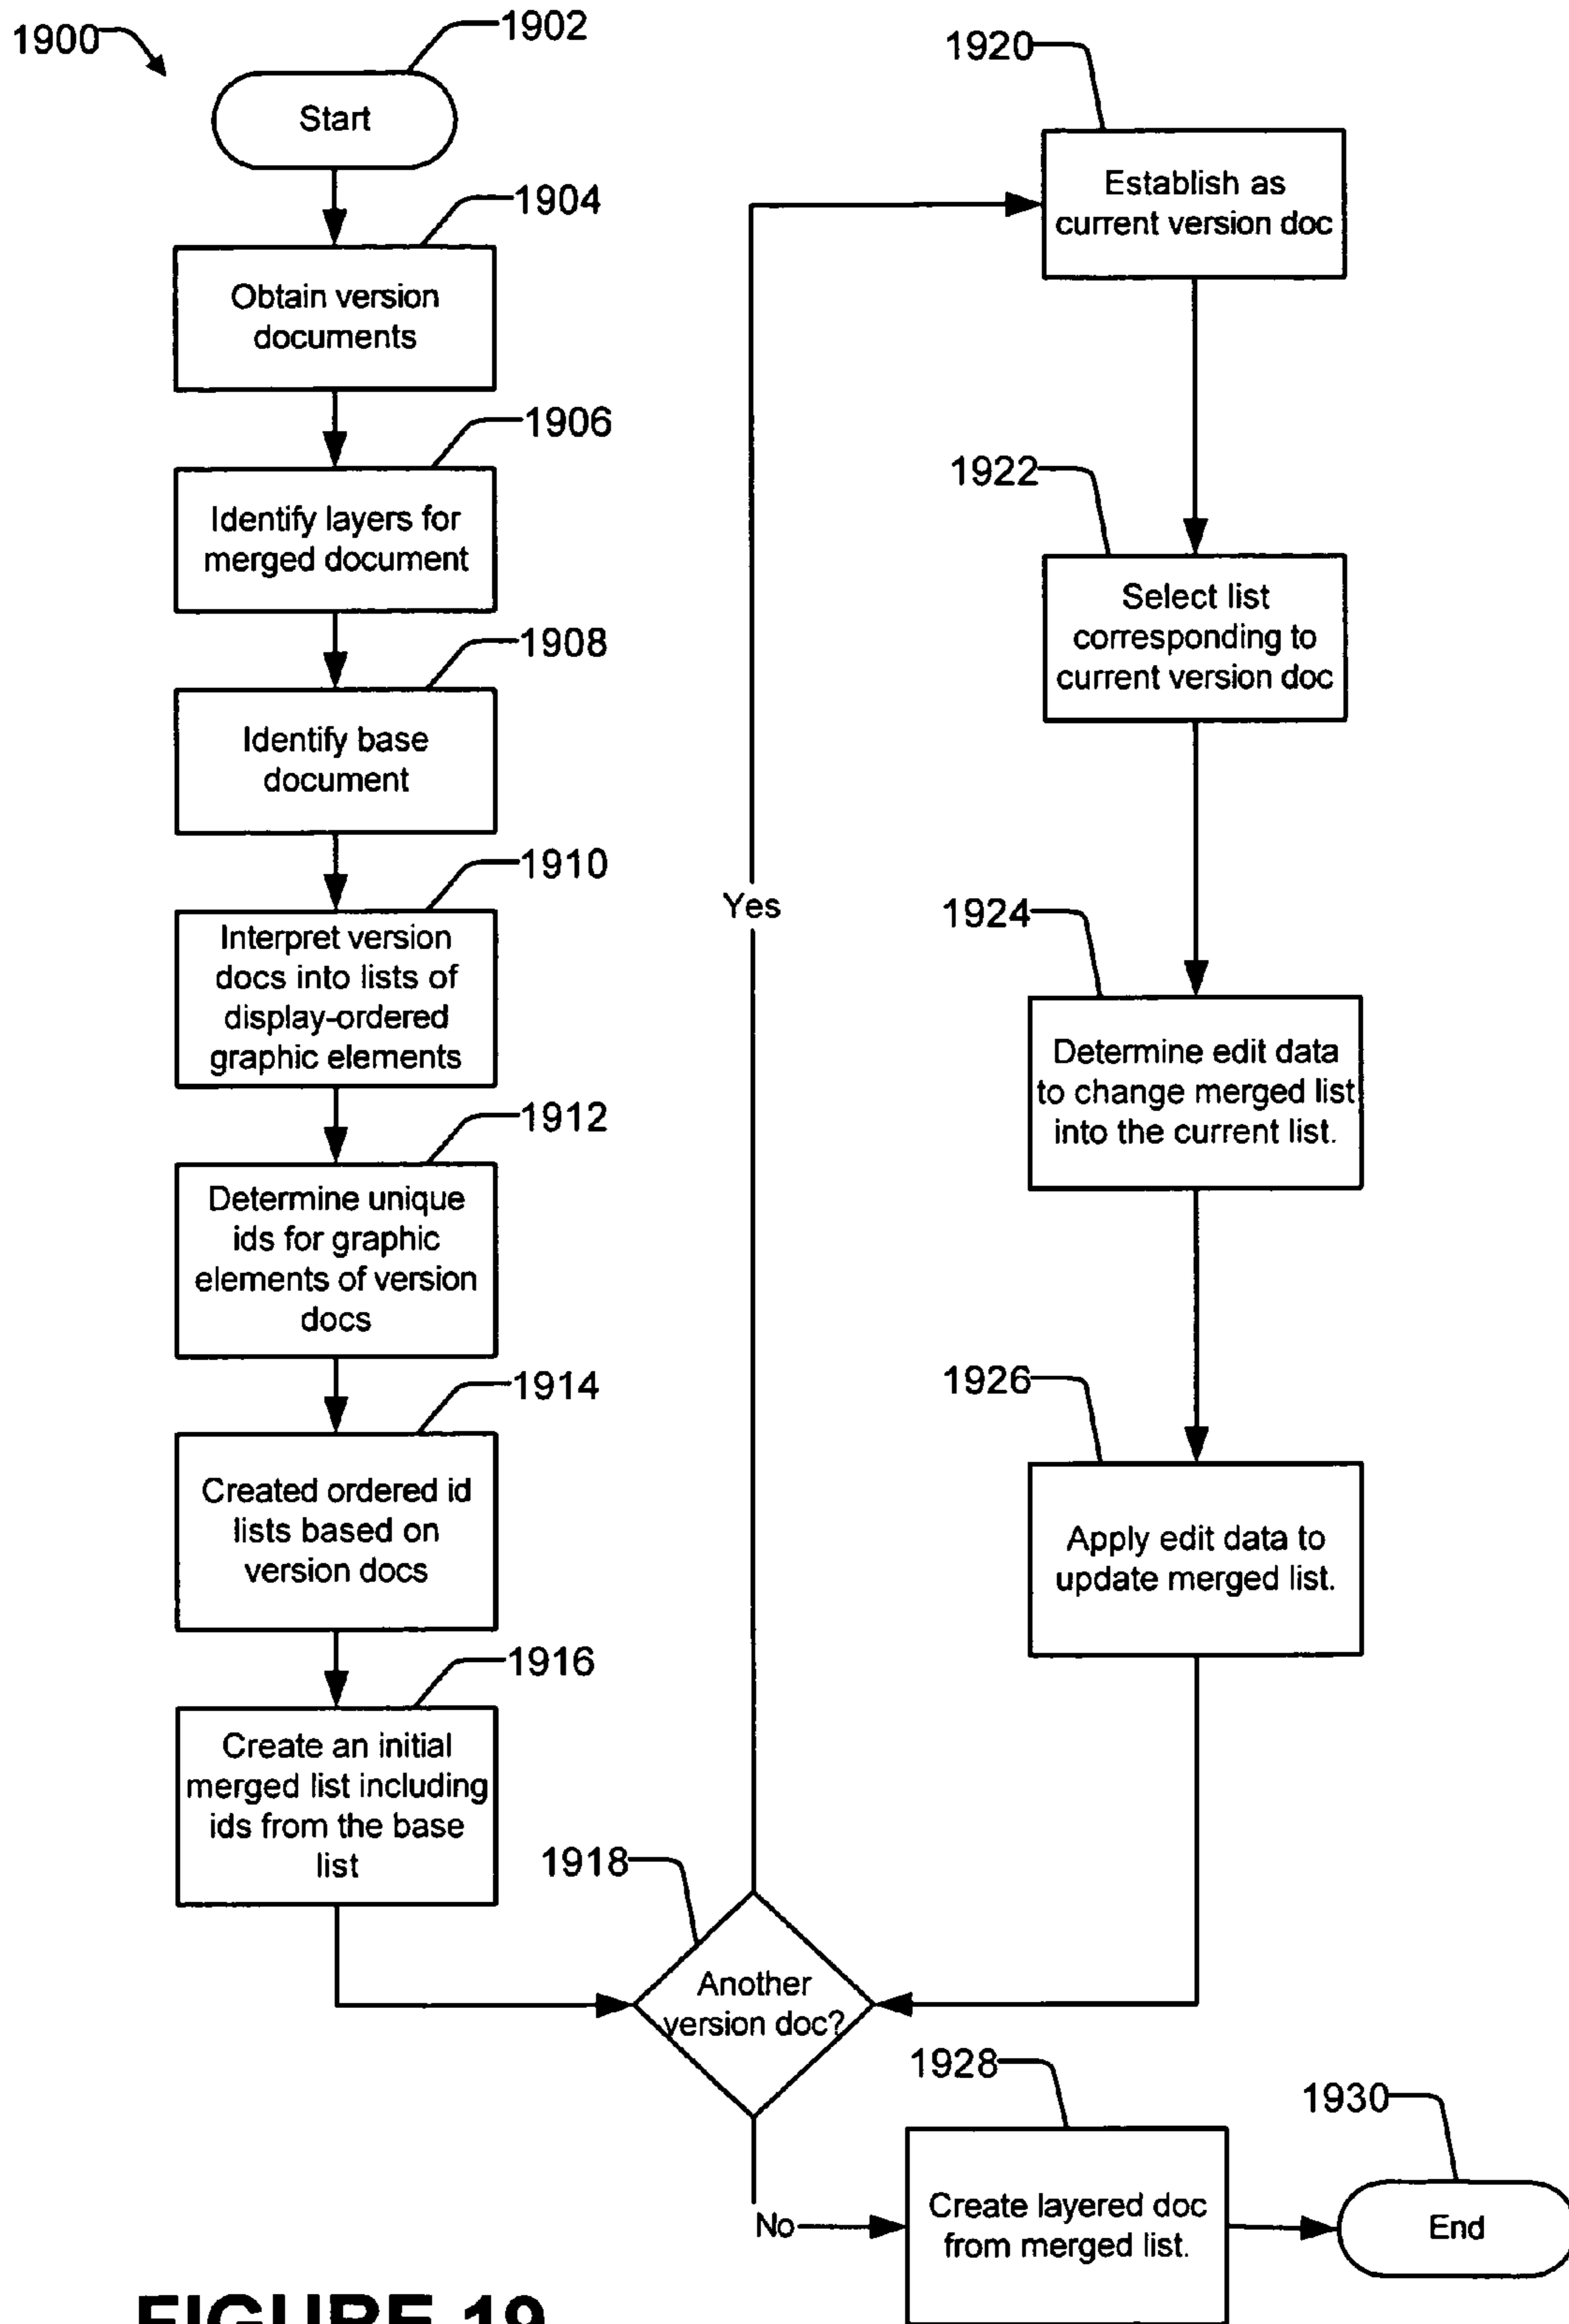 1900
1902
Start
1904
Obtain version
documents
1906
Identify layers for
merged document
1908
Identify base
document
1910
Interpret version
docs into lists of
display-ordered
graphic elements
1912
Determine unique
ids for graphic
elements of version
docs
1914
Created ordered id
lists based on
version docs
1916
Create an initial
merged list including
ids from the base
list
1918
Another
version doc?
Yes
1920
Establish as
current version doc
1922
Select list
corresponding to
current version doc
1924
Determine edit data
to change merged list
into the current list.
1926
Apply edit data to
update merged list.
No
1928
Create layered doc
from merged list.
1930
End
FIGURE 19